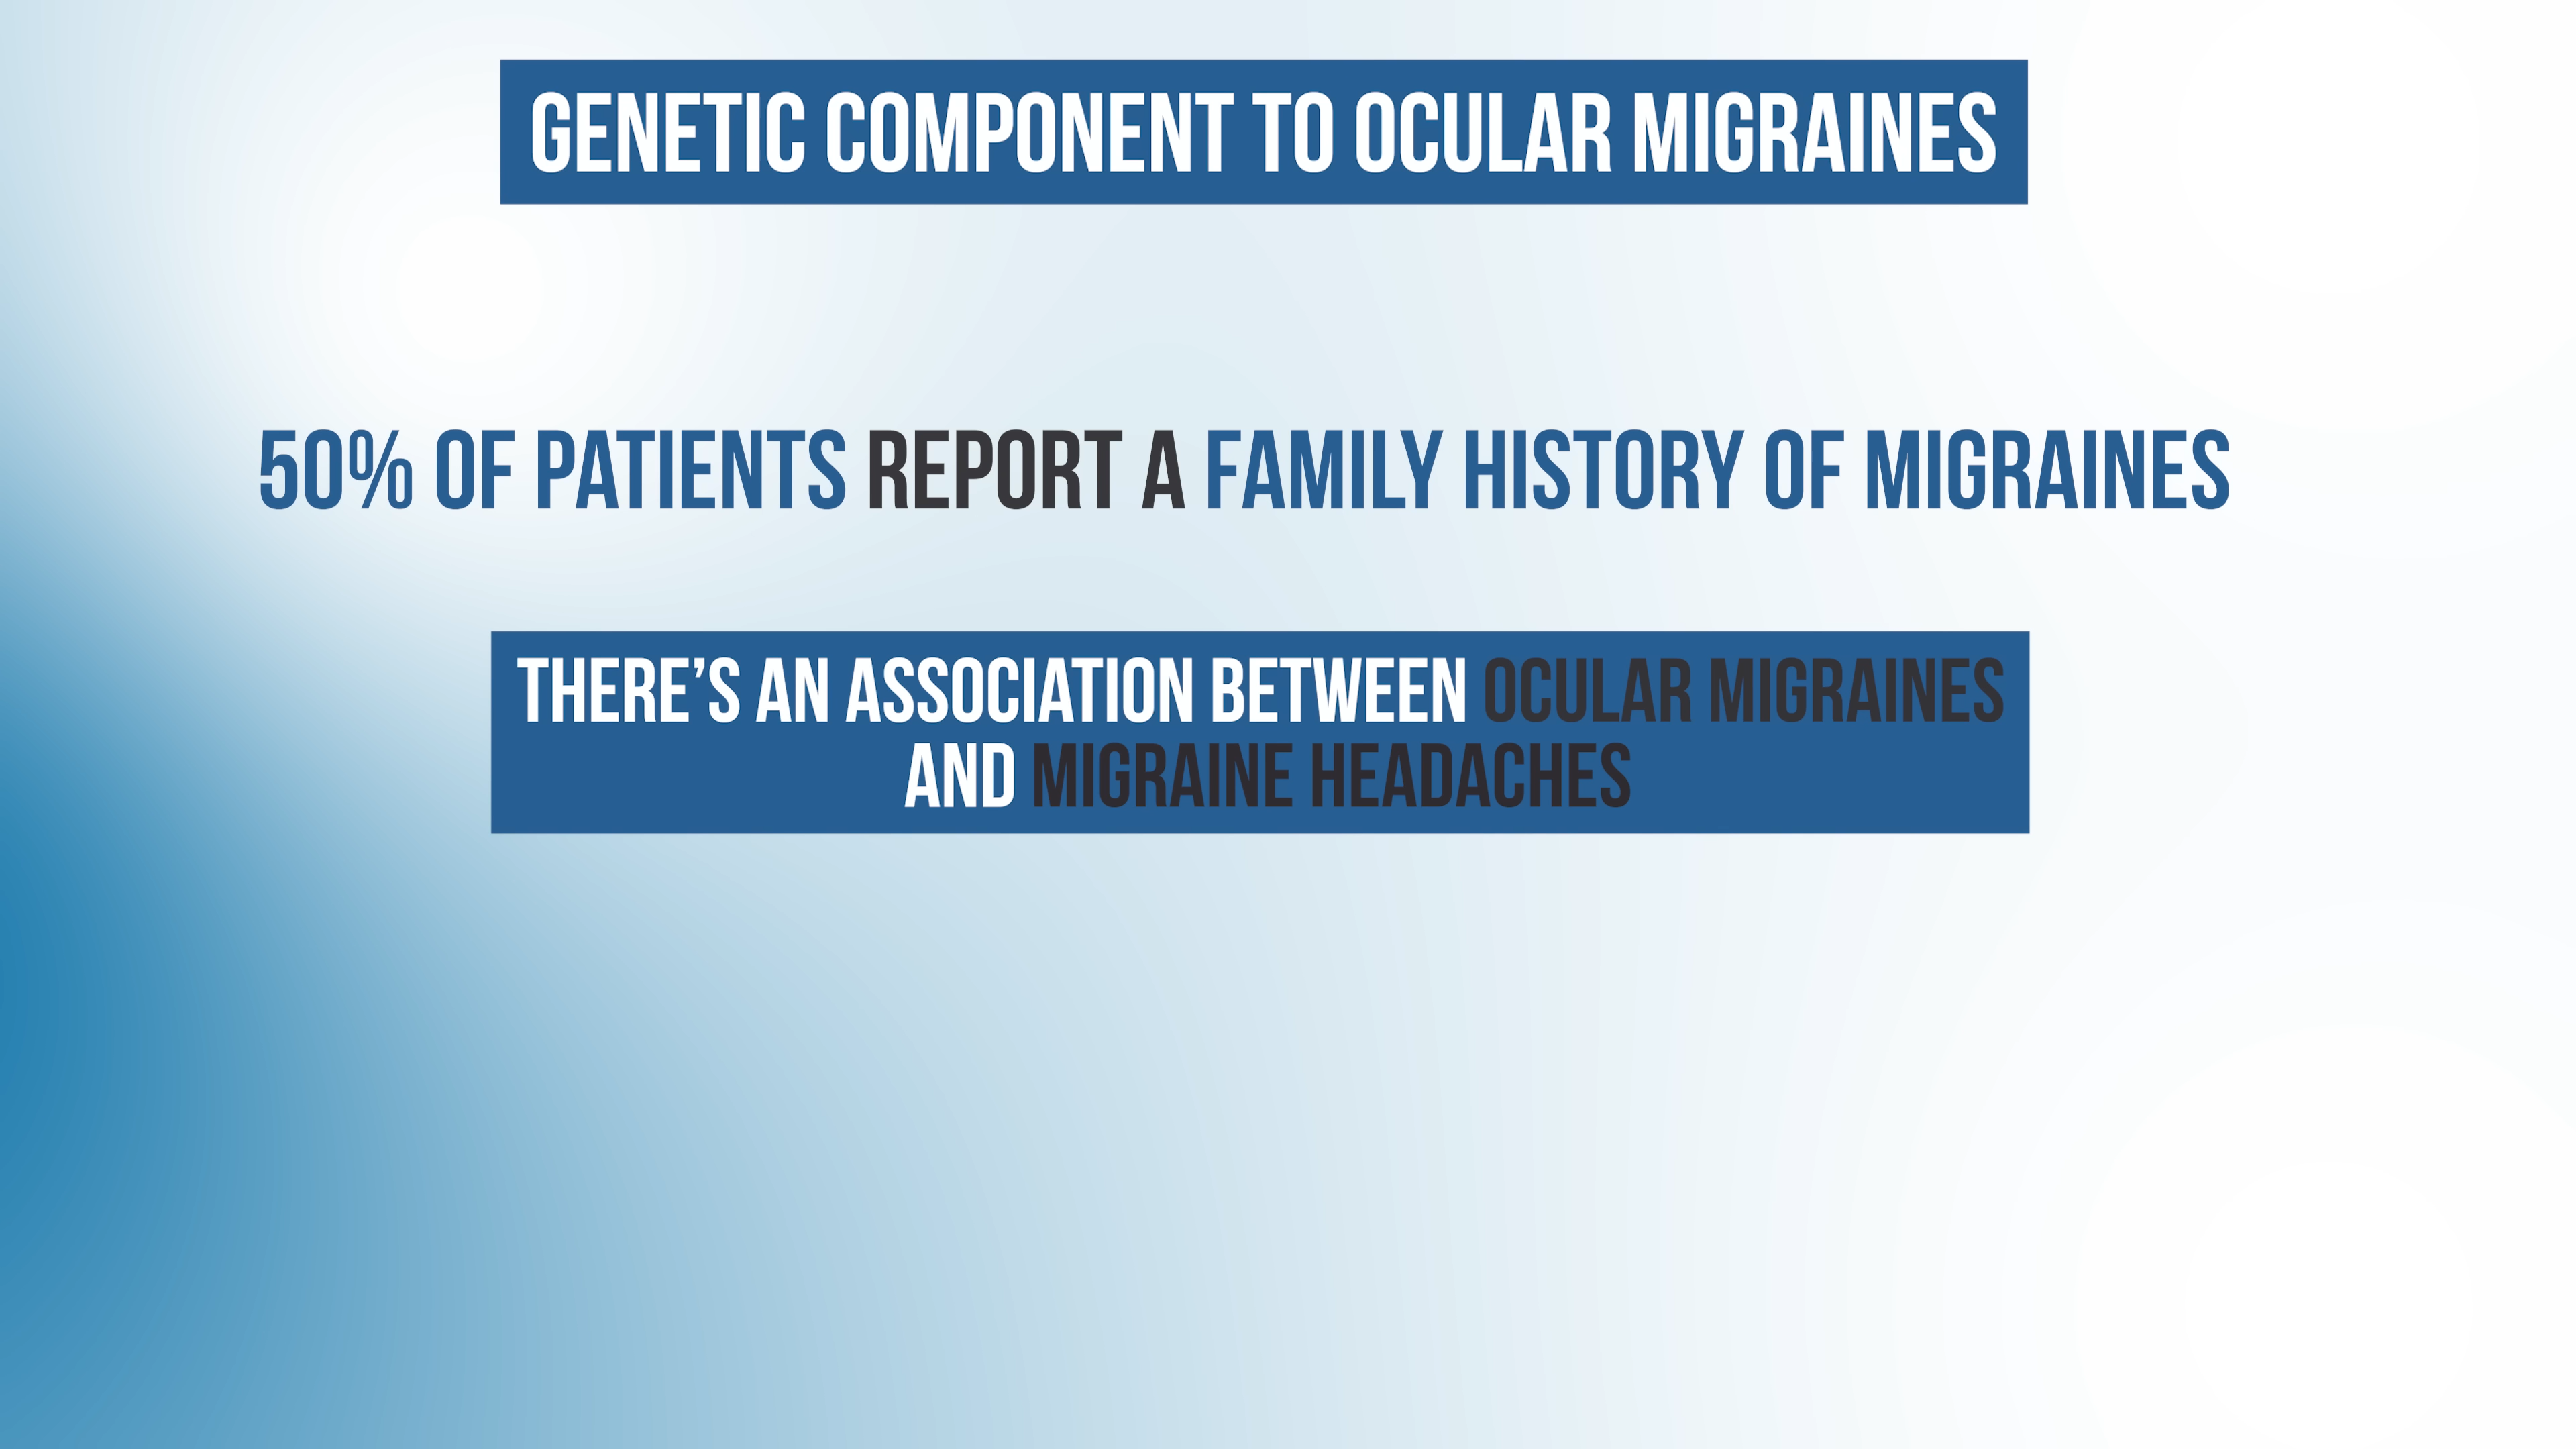 GENETIC COMPONENT TO OCULAR MIGRAINES
50% OF PATIENTS REPORT A FAMILY HISTORY OF MIGRAINES
THERE’S AN ASSOCIATION BETWEEN OCULAR MIGRAINES
AND MIGRAINE HEADACHES